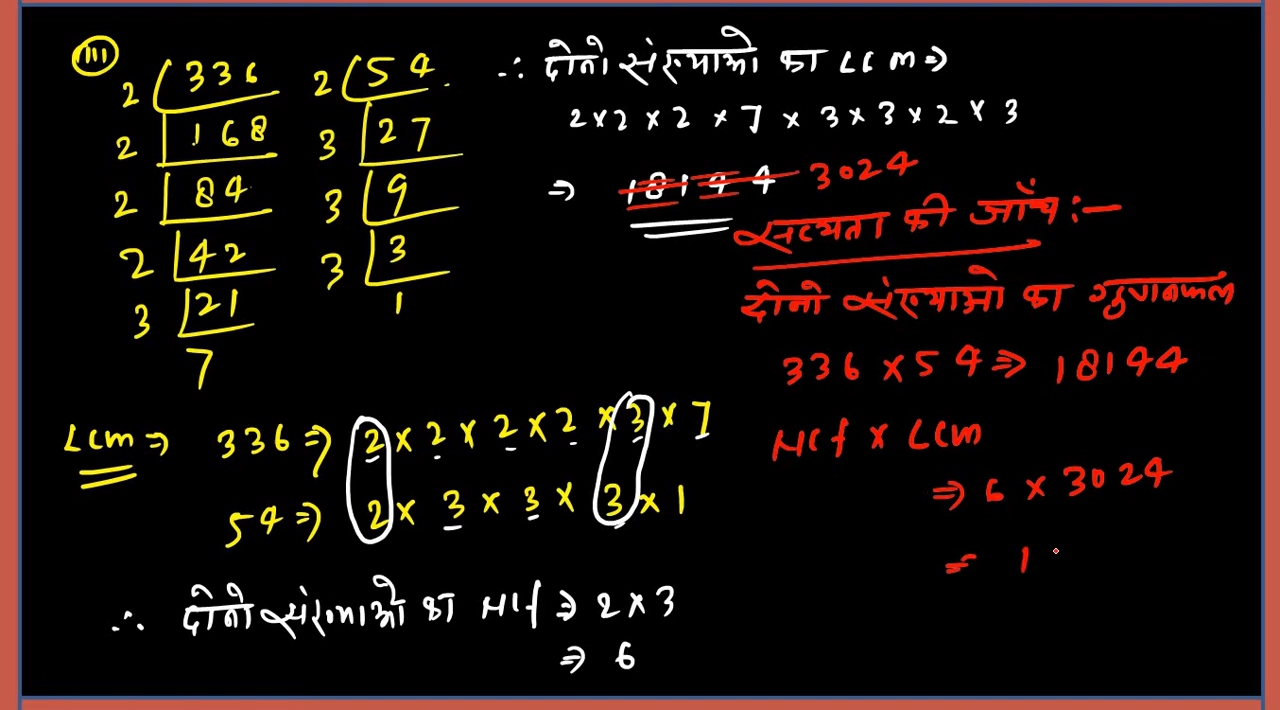 (iii)
2 336 2 54
2 168 3 27
2 84 3 9
2 42 3 3
3 21 1
7
LCM ⇒ 336 ⇒ 2 × 2 × 2 × 2 × 3 × 7
54 ⇒ 2 × 3 × 3 × 3 × 1
∴ दोनो संख्याओ का HCf ⇒ 2 × 3
⇒ 6
∴ दोनो संख्याओ का LCM ⇒
2 × 2 × 2 × 7 × 3 × 3 × 2 × 3
⇒ 18144 3024
सत्यता की जाँच :-
दोनो संख्याओ का गुणनफल
336 × 54 ⇒ 18144
HCf × LCM
⇒ 6 × 3024
= 1